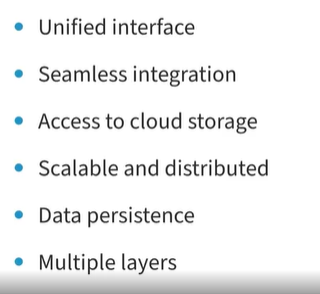 • Unified interface
• Seamless integration
• Access to cloud storage
• Scalable and distributed
• Data persistence
• Multiple layers